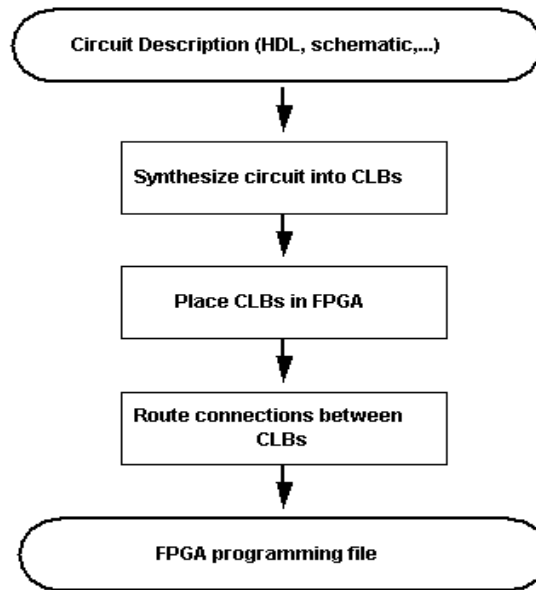 Circuit Description (HDL, schematic,...)
Synthesize circuit into CLBs
Place CLBs in FPGA
Route connections between
CLBs
FPGA programming file